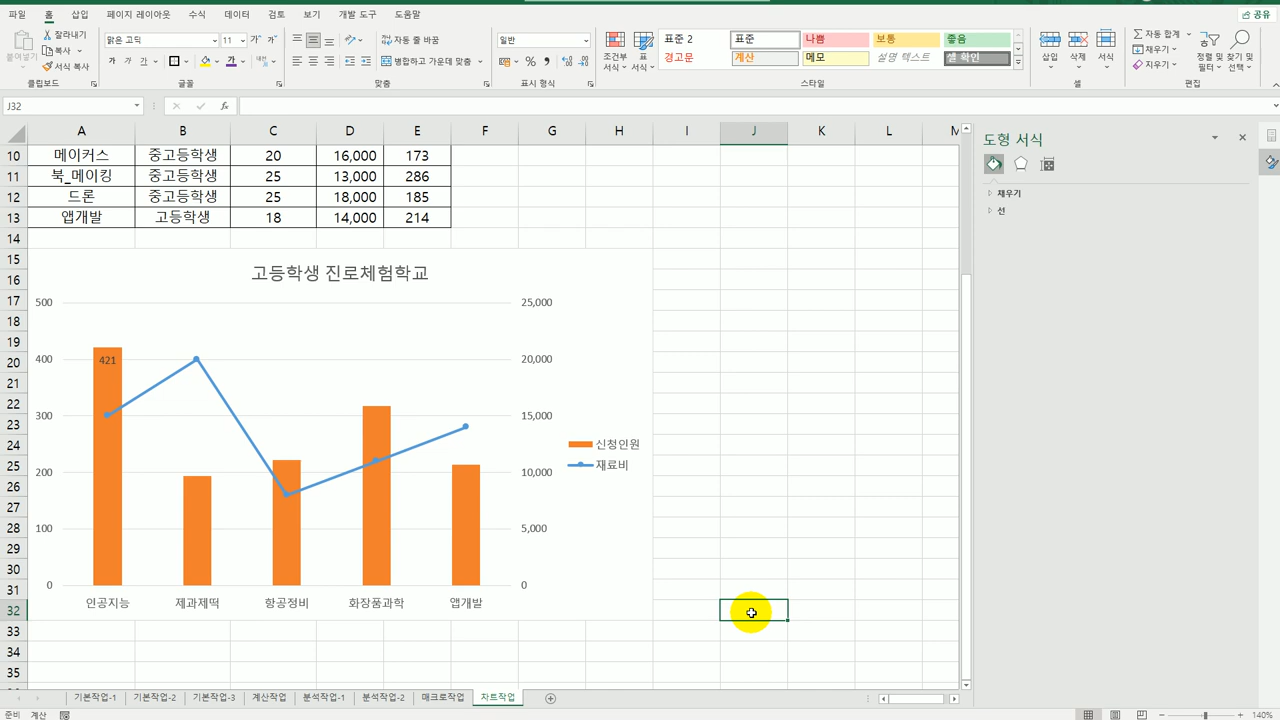 파일 홈 삽입 페이지 레이아웃 수식 데이터 검토 보기 개발 도구 도움말 공유
잘라내기 복사 서식 복사 붙여넣기
맑은 고딕 11 가 가
가 가 가
자동 줄 바꿈
병합하고 가운데 맞춤
일반
조건부 서식 표 서식
표준 2 표준 나쁨 보통 좋음
경고문 계산 메모 설명 텍스트 셀 확인
삽입 삭제 서식
자동 합계 채우기 지우기
정렬 및 필터 찾기 및 선택
클립보드 글꼴 맞춤 표시 형식 스타일 셀 편집
J32 fx
A B C D E F G H I J K L M
10 메이커스 중고등학생 20 16,000 173
11 북_메이킹 중고등학생 25 13,000 286
12 드론 중고등학생 25 18,000 185
13 앱개발 고등학생 18 14,000 214
14
15
16
17
18
19
20
21
22
23
24
25
26
27
28
29
30
31
32
33
34
35
고등학생 진로체험학교
500 25,000
400 20,000
300 15,000
200 10,000
100 5,000
0 0
421
신청인원
재료비
인공지능 제과제떡 항공정비 화장품과학 앱개발
도형 서식
채우기
선
기본작업-1 기본작업-2 기본작업-3 계산작업 분석작업-1 분석작업-2 매크로작업 차트작업
준비 계산 140%